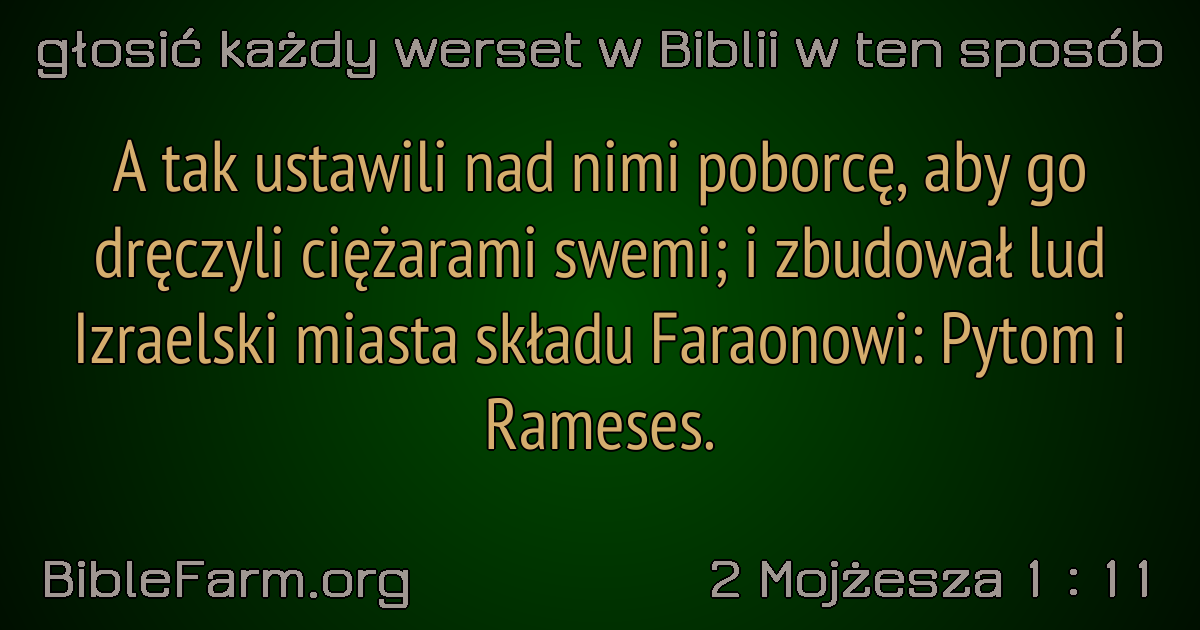 głosić każdy werset w Biblii w ten sposób
A tak ustawili nad nimi poborcę, aby go
dręczyli ciężarami swemi; i zbudował lud
Izraelski miasta składu Faraonowi: Pytom i
Rameses.
BibleFarm.org
2 Mojżesza 1 : 11